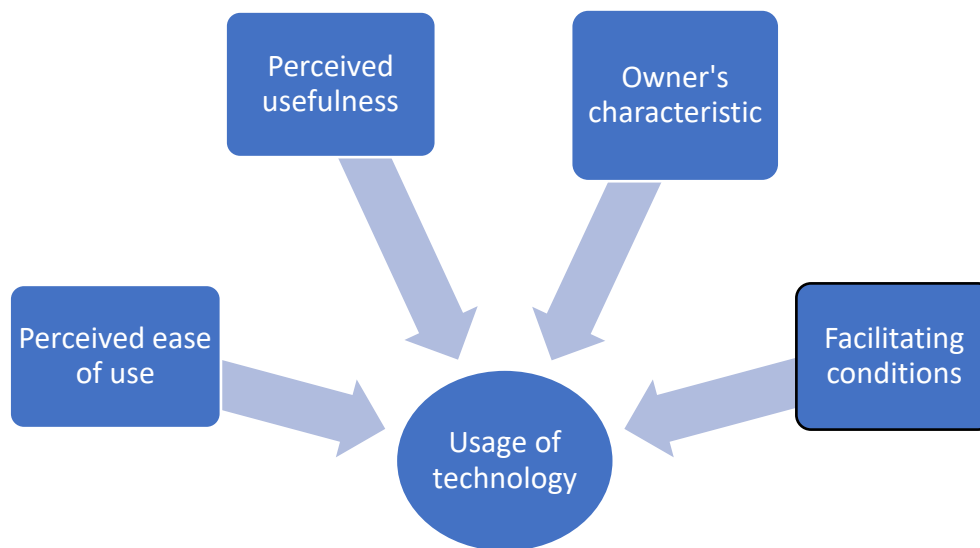 Perceived
usefulness
Owner's
characteristic
Perceived ease
of use
Facilitating
conditions
Usage of
technology